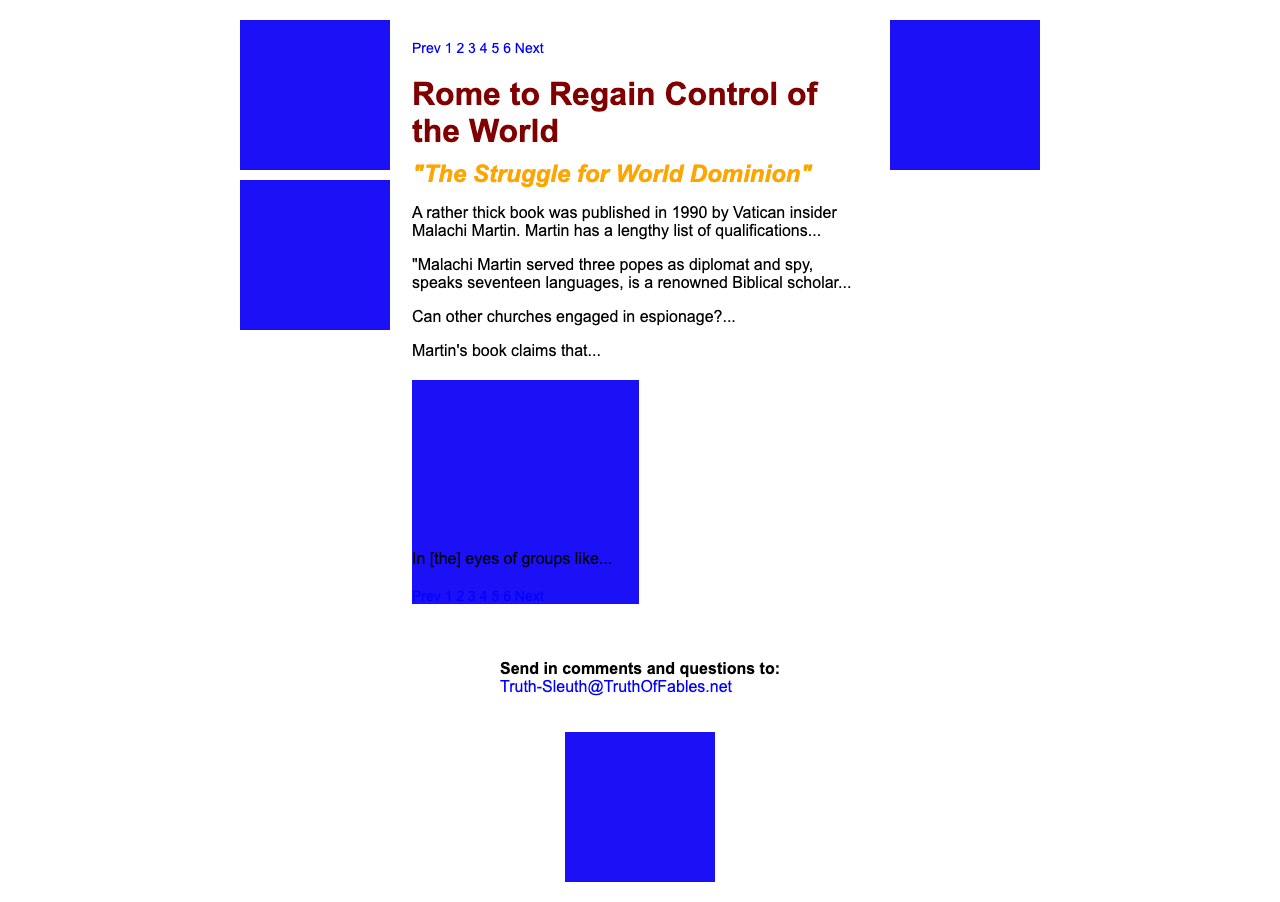 Prev 1 2 3 4 5 6 Next
Rome to Regain Control of
the World
"The Struggle for World Dominion"
A rather thick book was published in 1990 by Vatican insider
Malachi Martin. Martin has a lengthy list of qualifications...
"Malachi Martin served three popes as diplomat and spy,
speaks seventeen languages, is a renowned Biblical scholar...
Can other churches engaged in espionage?...
Martin's book claims that...
In [the] eyes of groups like...
Prev 1 2 3 4 5 6 Next
Send in comments and questions to:
Truth-Sleuth@TruthOfFables.net